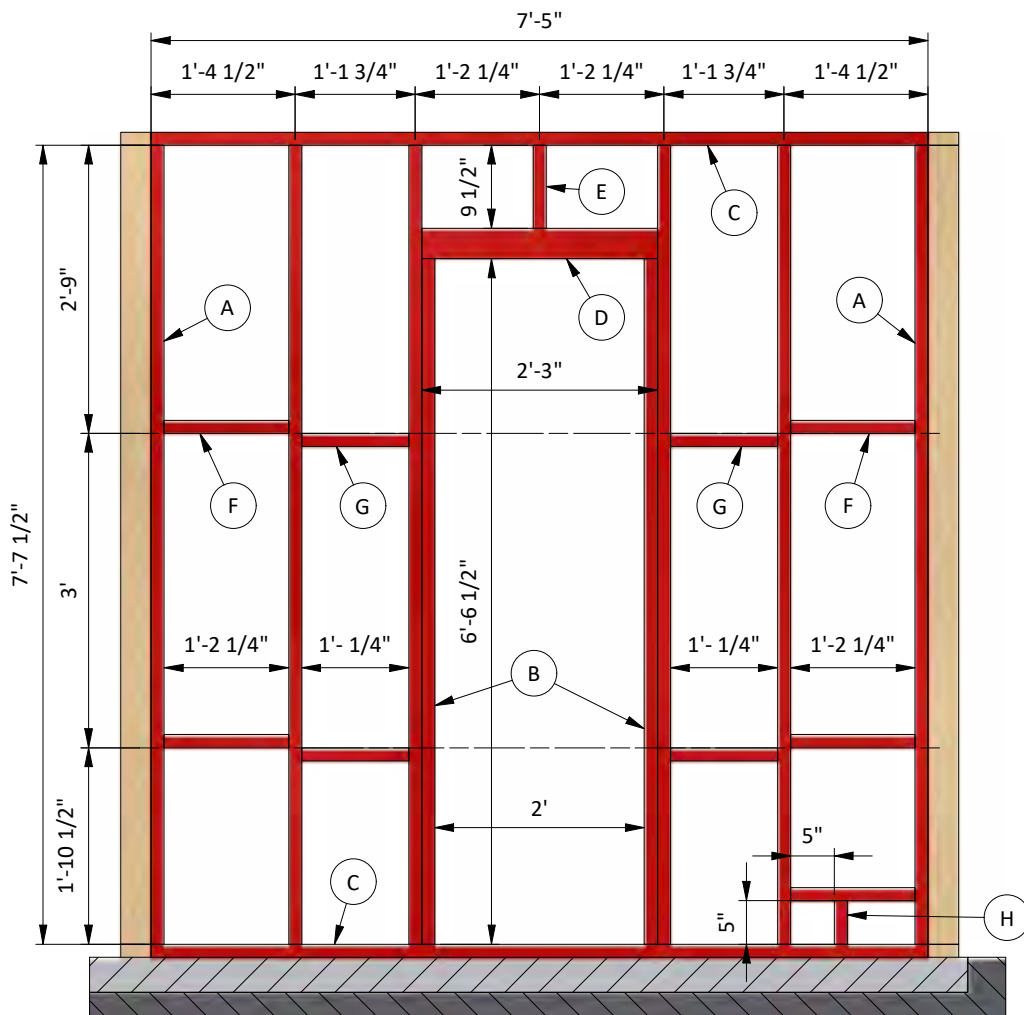 7'-5"
1'-4 1/2" 1'-1 3/4" 1'-2 1/4" 1'-2 1/4" 1'-1 3/4" 1'-4 1/2"
9 1/2"
E
C
2'-9"
A
D
A
2'-3"
F
G
G
F
7'-7 1/2"
3'
6'-6 1/2"
1'-2 1/4" 1'- 1/4" 1'- 1/4" 1'-2 1/4"
B
2'
1'-10 1/2"
5"
C
5"
H